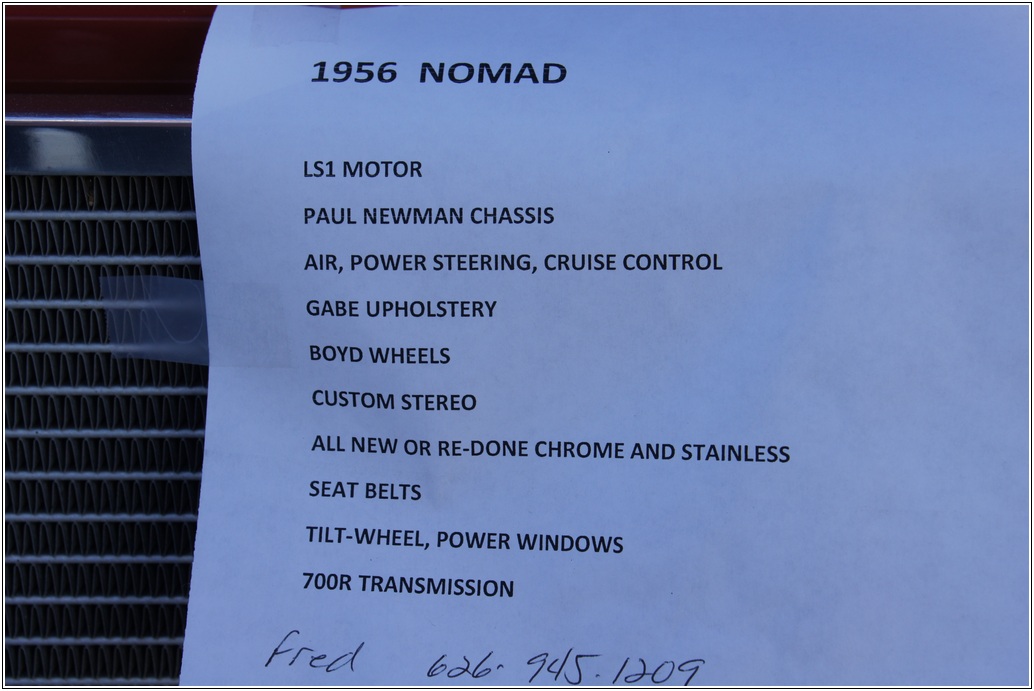 1956 NOMAD
LS1 MOTOR
PAUL NEWMAN CHASSIS
AIR, POWER STEERING, CRUISE CONTROL
GABE UPHOLSTERY
BOYD WHEELS
CUSTOM STEREO
ALL NEW OR RE-DONE CHROME AND STAINLESS
SEAT BELTS
TILT-WHEEL, POWER WINDOWS
700R TRANSMISSION
Fred 626. 945.1209